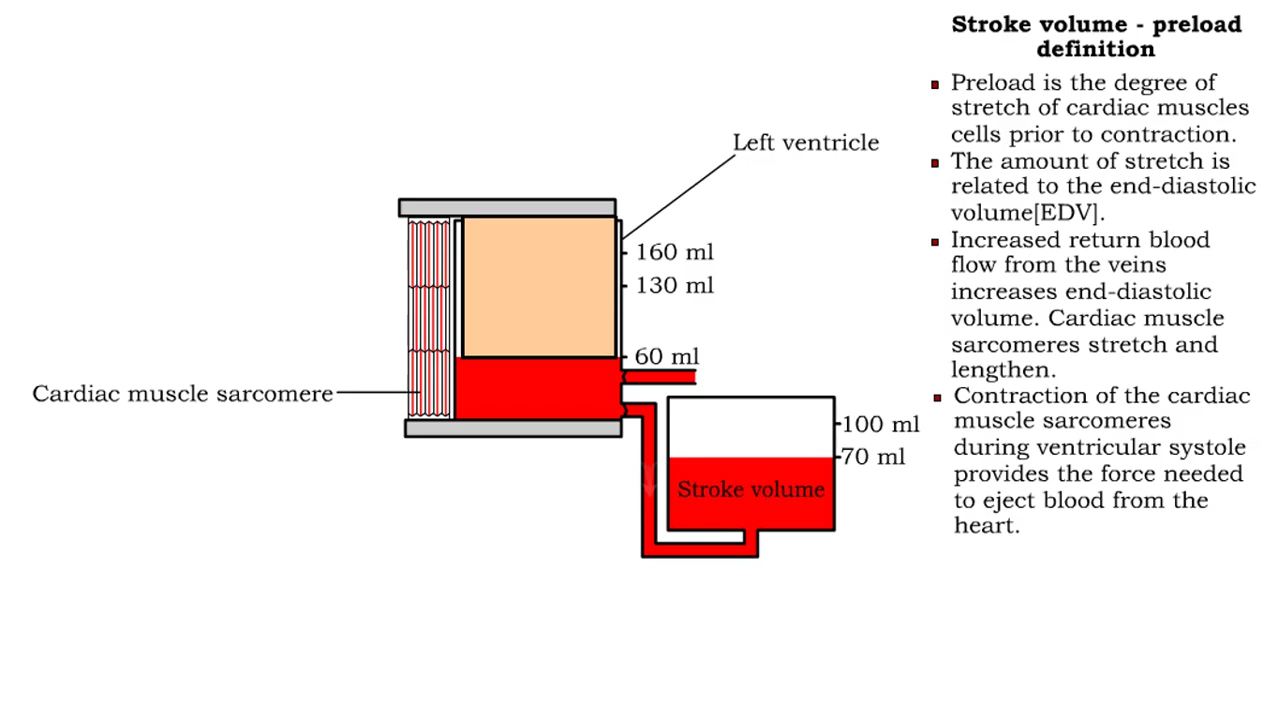 Stroke volume - preload
definition
Preload is the degree of
stretch of cardiac muscles
cells prior to contraction.
The amount of stretch is
related to the end-diastolic
volume[EDV].
Increased return blood
flow from the veins
increases end-diastolic
volume. Cardiac muscle
sarcomeres stretch and
lengthen.
Contraction of the cardiac
muscle sarcomeres
during ventricular systole
provides the force needed
to eject blood from the
heart.
Left ventricle
160 ml
130 ml
60 ml
Cardiac muscle sarcomere
100 ml
70 ml
Stroke volume